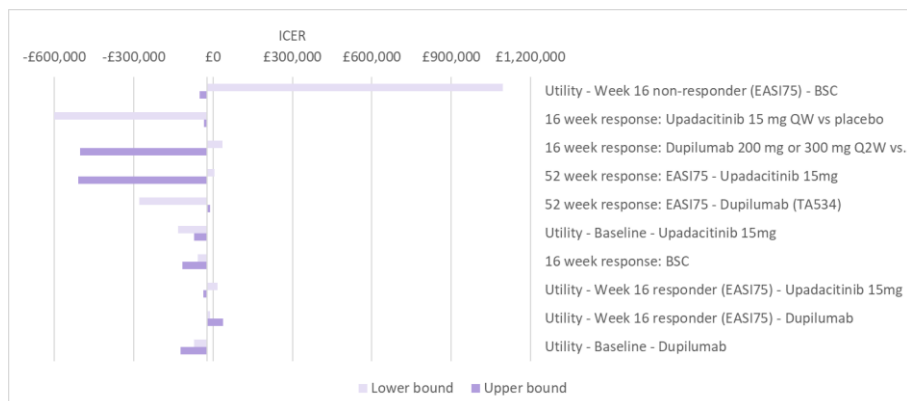 ICER
-£600,000 -£300,000 £0 £300,000 £600,000 £900,000 £1,200,000
Utility - Week 16 non-responder (EASI75) - BSC
16 week response: Upadacitinib 15 mg QW vs placebo
16 week response: Dupilumab 200 mg or 300 mg Q2W vs.
52 week response: EASI75 - Upadacitinib 15mg
52 week response: EASI75 - Dupilumab (TA534)
Utility - Baseline - Upadacitinib 15mg
16 week response: BSC
Utility - Week 16 responder (EASI75) - Upadacitinib 15mg
Utility - Week 16 responder (EASI75) - Dupilumab
Utility - Baseline - Dupilumab
Lower bound Upper bound